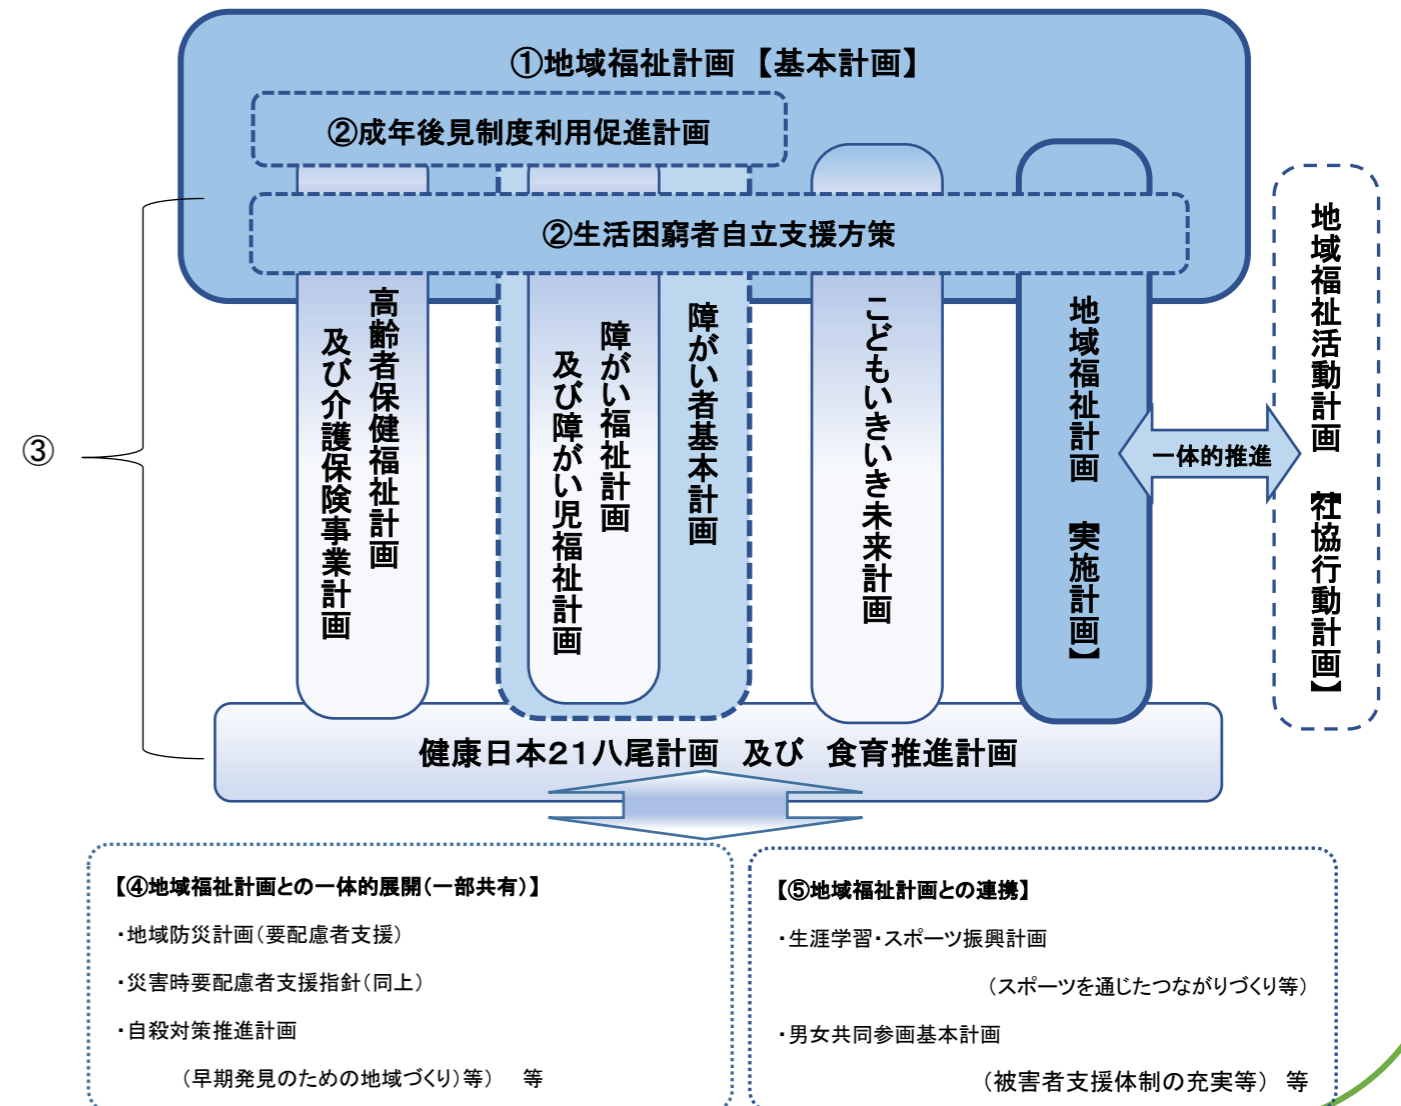 ①地域福祉計画 【基本計画】
②成年後見制度利用促進計画
②生活困窮者自立支援方策
③
高齢者保健福祉計画
及び介護保険事業計画
障がい福祉計画
及び障がい児福祉計画
障がい者基本計画
こどもいきいき未来計画
地域福祉計画 【実施計画】
一体的推進
地域福祉活動計画 【社協行動計画】
健康日本21八尾計画 及び 食育推進計画
【④地域福祉計画との一体的展開(一部共有)】
・地域防災計画(要配慮者支援)
・災害時要配慮者支援指針(同上)
・自殺対策推進計画
(早期発見のための地域づくり)等) 等
【⑤地域福祉計画との連携】
・生涯学習・スポーツ振興計画
(スポーツを通じたつながりづくり等)
・男女共同参画基本計画
(被害者支援体制の充実等) 等